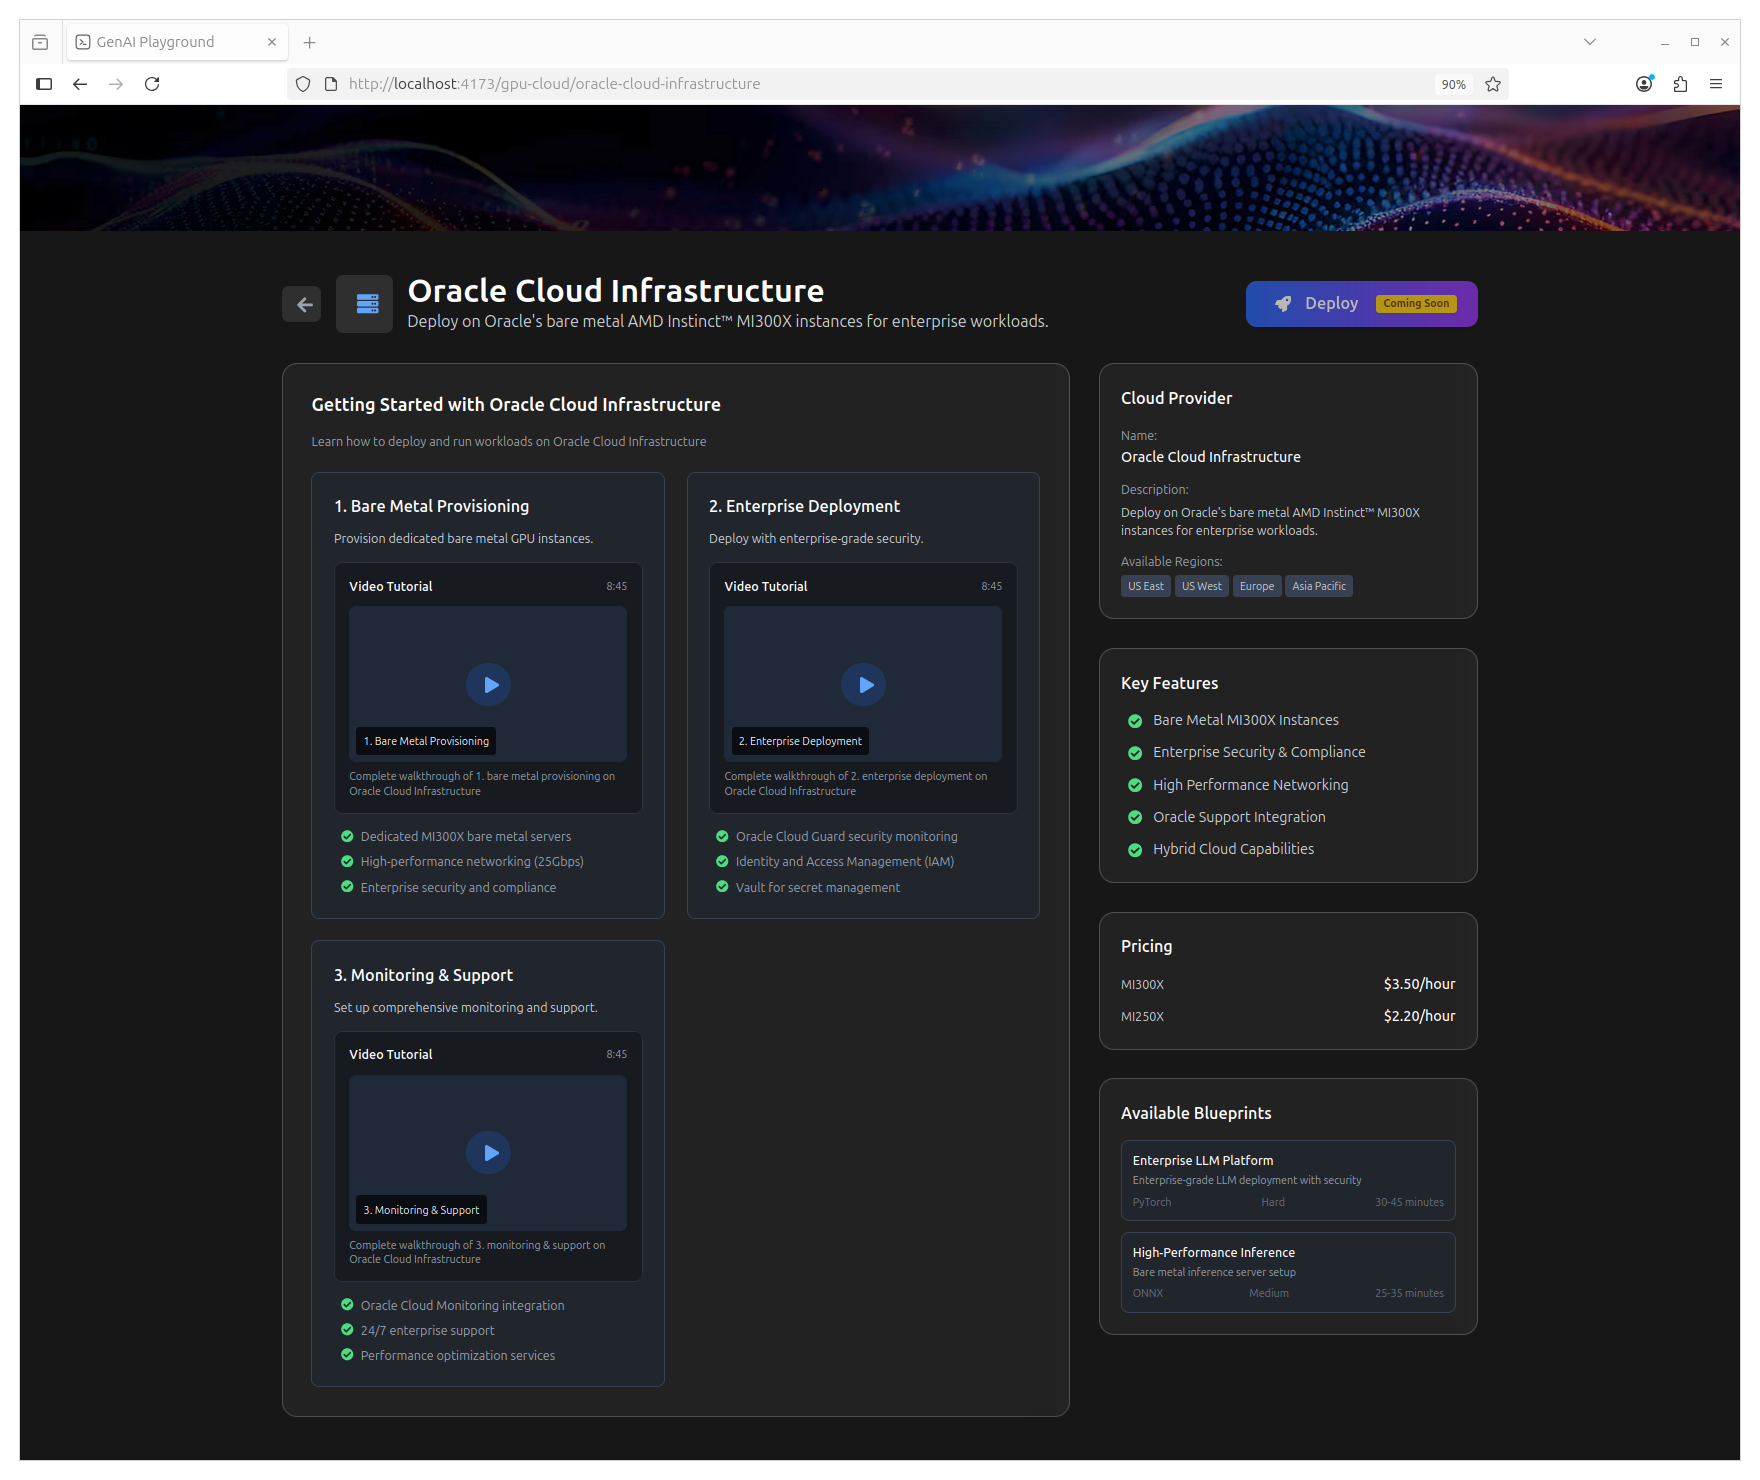 GenAI Playground
http://localhost:4173/gpu-cloud/oracle-cloud-infrastructure
90%
Oracle Cloud Infrastructure
Deploy on Oracle's bare metal AMD Instinct™ MI300X instances for enterprise workloads.
Deploy
Coming Soon
Getting Started with Oracle Cloud Infrastructure
Learn how to deploy and run workloads on Oracle Cloud Infrastructure
1. Bare Metal Provisioning
Provision dedicated bare metal GPU instances.
Video Tutorial
8:45
1. Bare Metal Provisioning
Complete walkthrough of 1. bare metal provisioning on
Oracle Cloud Infrastructure
Dedicated MI300X bare metal servers
High-performance networking (25Gbps)
Enterprise security and compliance
2. Enterprise Deployment
Deploy with enterprise-grade security.
Video Tutorial
8:45
2. Enterprise Deployment
Complete walkthrough of 2. enterprise deployment on
Oracle Cloud Infrastructure
Oracle Cloud Guard security monitoring
Identity and Access Management (IAM)
Vault for secret management
3. Monitoring & Support
Set up comprehensive monitoring and support.
Video Tutorial
8:45
3. Monitoring & Support
Complete walkthrough of 3. monitoring & support on
Oracle Cloud Infrastructure
Oracle Cloud Monitoring integration
24/7 enterprise support
Performance optimization services
Cloud Provider
Name:
Oracle Cloud Infrastructure
Description:
Deploy on Oracle's bare metal AMD Instinct™ MI300X
instances for enterprise workloads.
Available Regions:
US East
US West
Europe
Asia Pacific
Key Features
Bare Metal MI300X Instances
Enterprise Security & Compliance
High Performance Networking
Oracle Support Integration
Hybrid Cloud Capabilities
Pricing
MI300X
$3.50/hour
MI250X
$2.20/hour
Available Blueprints
Enterprise LLM Platform
Enterprise-grade LLM deployment with security
PyTorch
Hard
30-45 minutes
High-Performance Inference
Bare metal inference server setup
ONNX
Medium
25-35 minutes